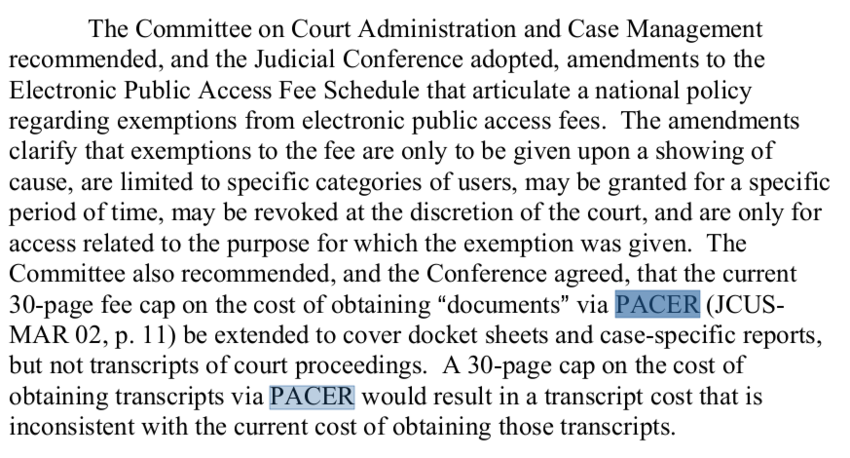 The Committee on Court Administration and Case Management
recommended, and the Judicial Conference adopted, amendments to the
Electronic Public Access Fee Schedule that articulate a national policy
regarding exemptions from electronic public access fees.  The amendments
clarify that exemptions to the fee are only to be given upon a showing of
cause, are limited to specific categories of users, may be granted for a specific
period of time, may be revoked at the discretion of the court, and are only for
access related to the purpose for which the exemption was given.  The
Committee also recommended, and the Conference agreed, that the current
30-page fee cap on the cost of obtaining “documents” via PACER (JCUS-
MAR 02, p. 11) be extended to cover docket sheets and case-specific reports,
but not transcripts of court proceedings.  A 30-page cap on the cost of
obtaining transcripts via PACER would result in a transcript cost that is
inconsistent with the current cost of obtaining those transcripts.